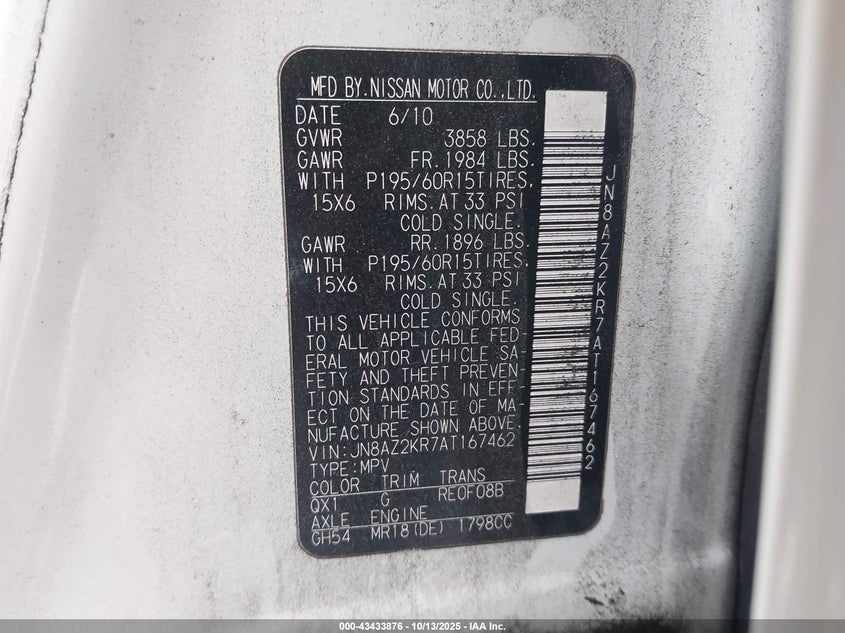 MFD BY.NISSAN MOTOR CO.,LTD.
DATE 6/10
GVWR 3858 LBS.
GAWR FR. 1984 LBS.
WITH P195/60R15TIRES,
15X6 RIMS. AT 33 PSI
COLD SINGLE.
GAWR RR. 1896 LBS.
WITH P195/60R15TIRES,
15X6 RIMS. AT 33 PSI
COLD SINGLE.
THIS VEHICLE CONFORMS
TO ALL APPLICABLE FED
ERAL MOTOR VEHICLE SA-
FETY AND THEFT PREVEN-
TION STANDARDS IN EFF-
ECT ON THE DATE OF MA-
NUFACTURE SHOWN ABOVE.
VIN:JN8AZ2KR7AT167462
TYPE:MPV
COLOR TRIM TRANS
QX1 G RE0F08B
AXLE ENGINE
GH54 MR18(DE) 1798CC
JN8AZ2KR7AT167462
000-43433876 - 10/13/2025 - IAA Inc.